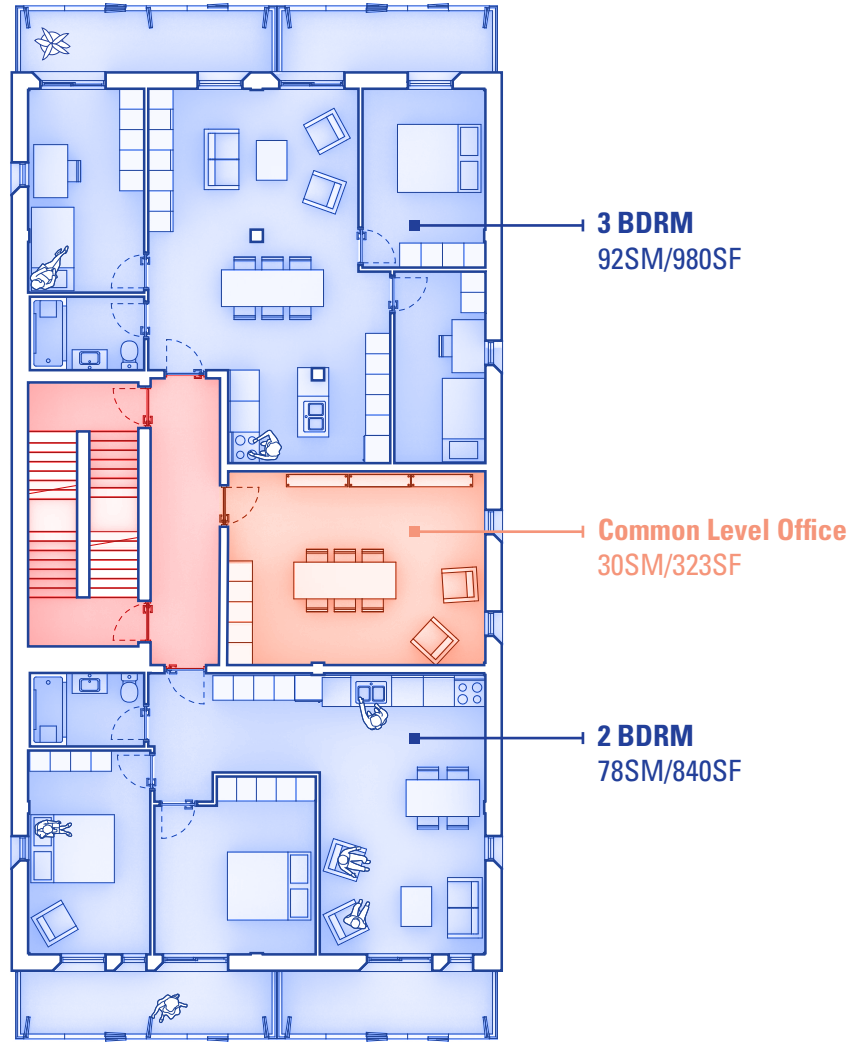 3 BDRM
92SM/980SF
Common Level Office
30SM/323SF
2 BDRM
78SM/840SF